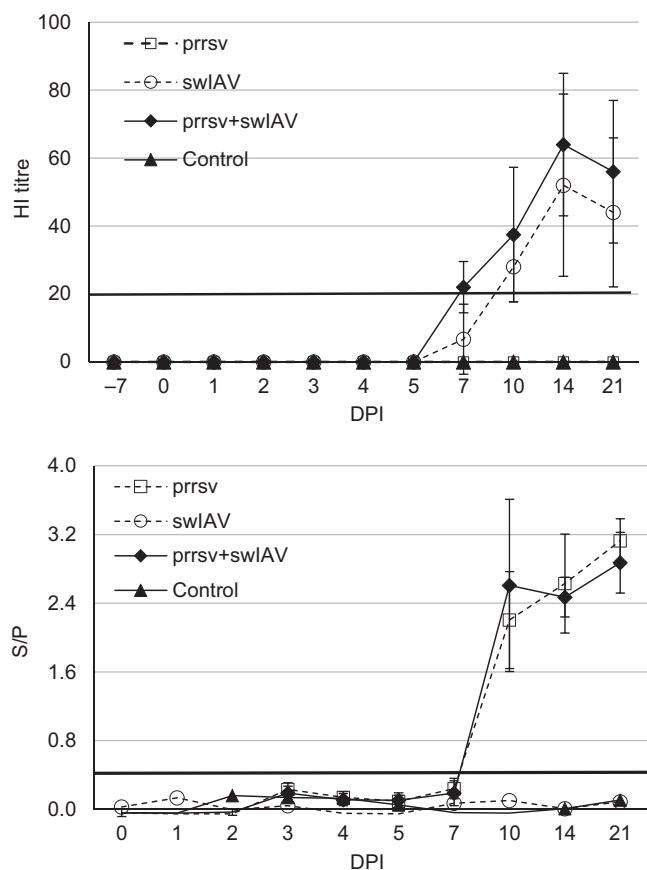 100
80
60
40
20
0
HI titre
prrsv
swIAV
prrsv+swIAV
Control
–7 0 1 2 3 4 5 7 10 14 21
DPI
4.0
3.2
2.4
1.6
0.8
0.0
S/P
prrsv
swIAV
prrsv+swIAV
Control
0 1 2 3 4 5 7 10 14 21
DPI